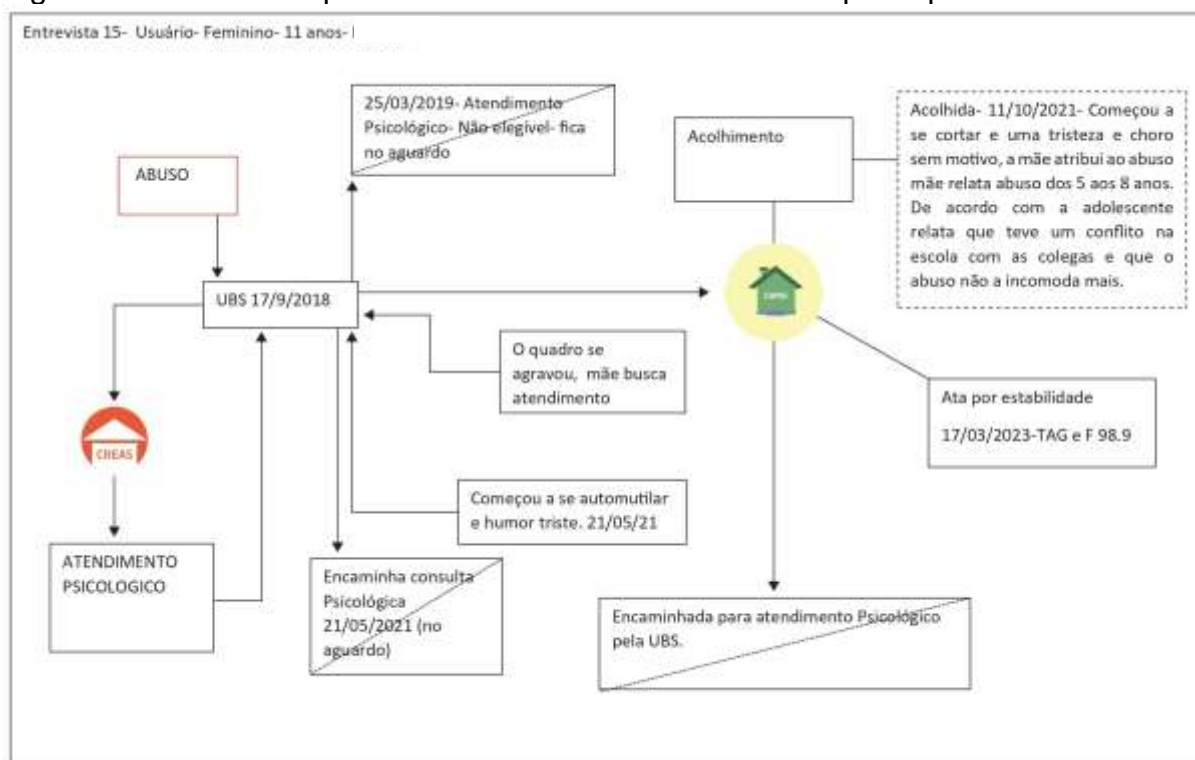 Entrevista 15- Usuário- Feminino- 11 anos-
25/03/2019- Atendimento
Psicológico- Não elegível- fica
no aguardo
Acolhimento
Acolhida- 11/10/2021- Começou a
se cortar e uma tristeza e choro
sem motivo, a mãe atribui ao abuso
mãe relata abuso dos 5 aos 8 anos.
De acordo com a adolescente
relata que teve um conflito na
escola com as colegas e que o
abuso não a incomoda mais.
ABUSO
UBS 17/9/2018
O quadro se
agravou, mãe busca
atendimento
Ata por estabilidade
17/03/2023-TAG e F 98.9
CREAS
Começou a se automutilar
e humor triste. 21/05/21
ATENDIMENTO
PSICOLOGICO
Encaminha consulta
Psicológica
21/05/2021 (no
aguardo)
Encaminhada para atendimento Psicológico
pela UBS.